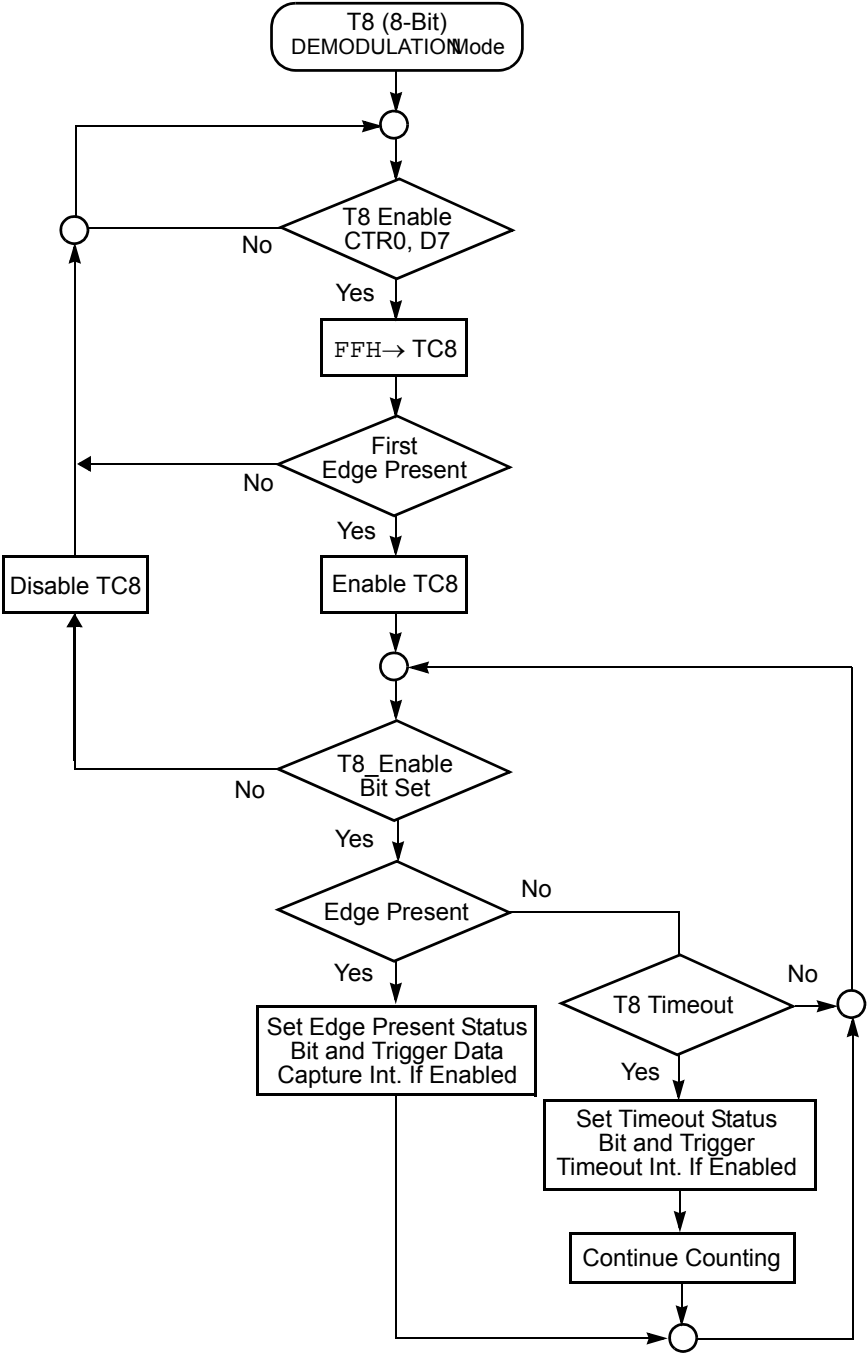 T8 (8-Bit)
DEMODULATION Mode
T8 Enable
CTR0, D7
No
Yes
FFH→ TC8
First
Edge Present
No
Yes
Disable TC8
Enable TC8
T8_Enable
Bit Set
No
Yes
Edge Present
No
Yes
T8 Timeout
No
Set Edge Present Status
Bit and Trigger Data
Capture Int. If Enabled
Yes
Set Timeout Status
Bit and Trigger
Timeout Int. If Enabled
Continue Counting